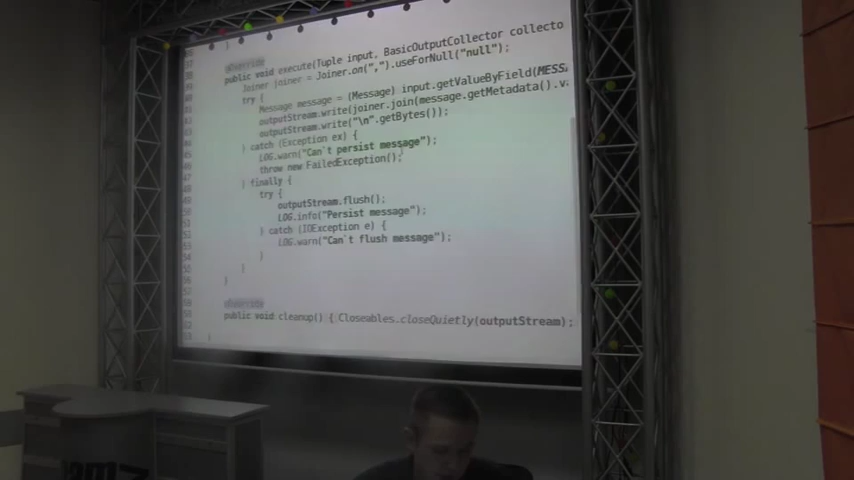 }
@Override
public void execute(Tuple input, BasicOutputCollector collecto
Joiner joiner = Joiner.on(",").useForNull("null");
try {
Message message = (Message) input.getValueByField(MESS
outputStream.write(joiner.join(message.getMetadata().v
outputStream.write("\n".getBytes());
} catch (Exception ex) {
LOG.warn("Can`t persist message");
throw new FailedException();
} finally {
try {
outputStream.flush();
LOG.info("Persist message");
} catch (IOException e) {
LOG.warn("Can`t flush message");
}
}
}
@Override
public void cleanup() { Closeables.closeQuietly(outputStream);
}